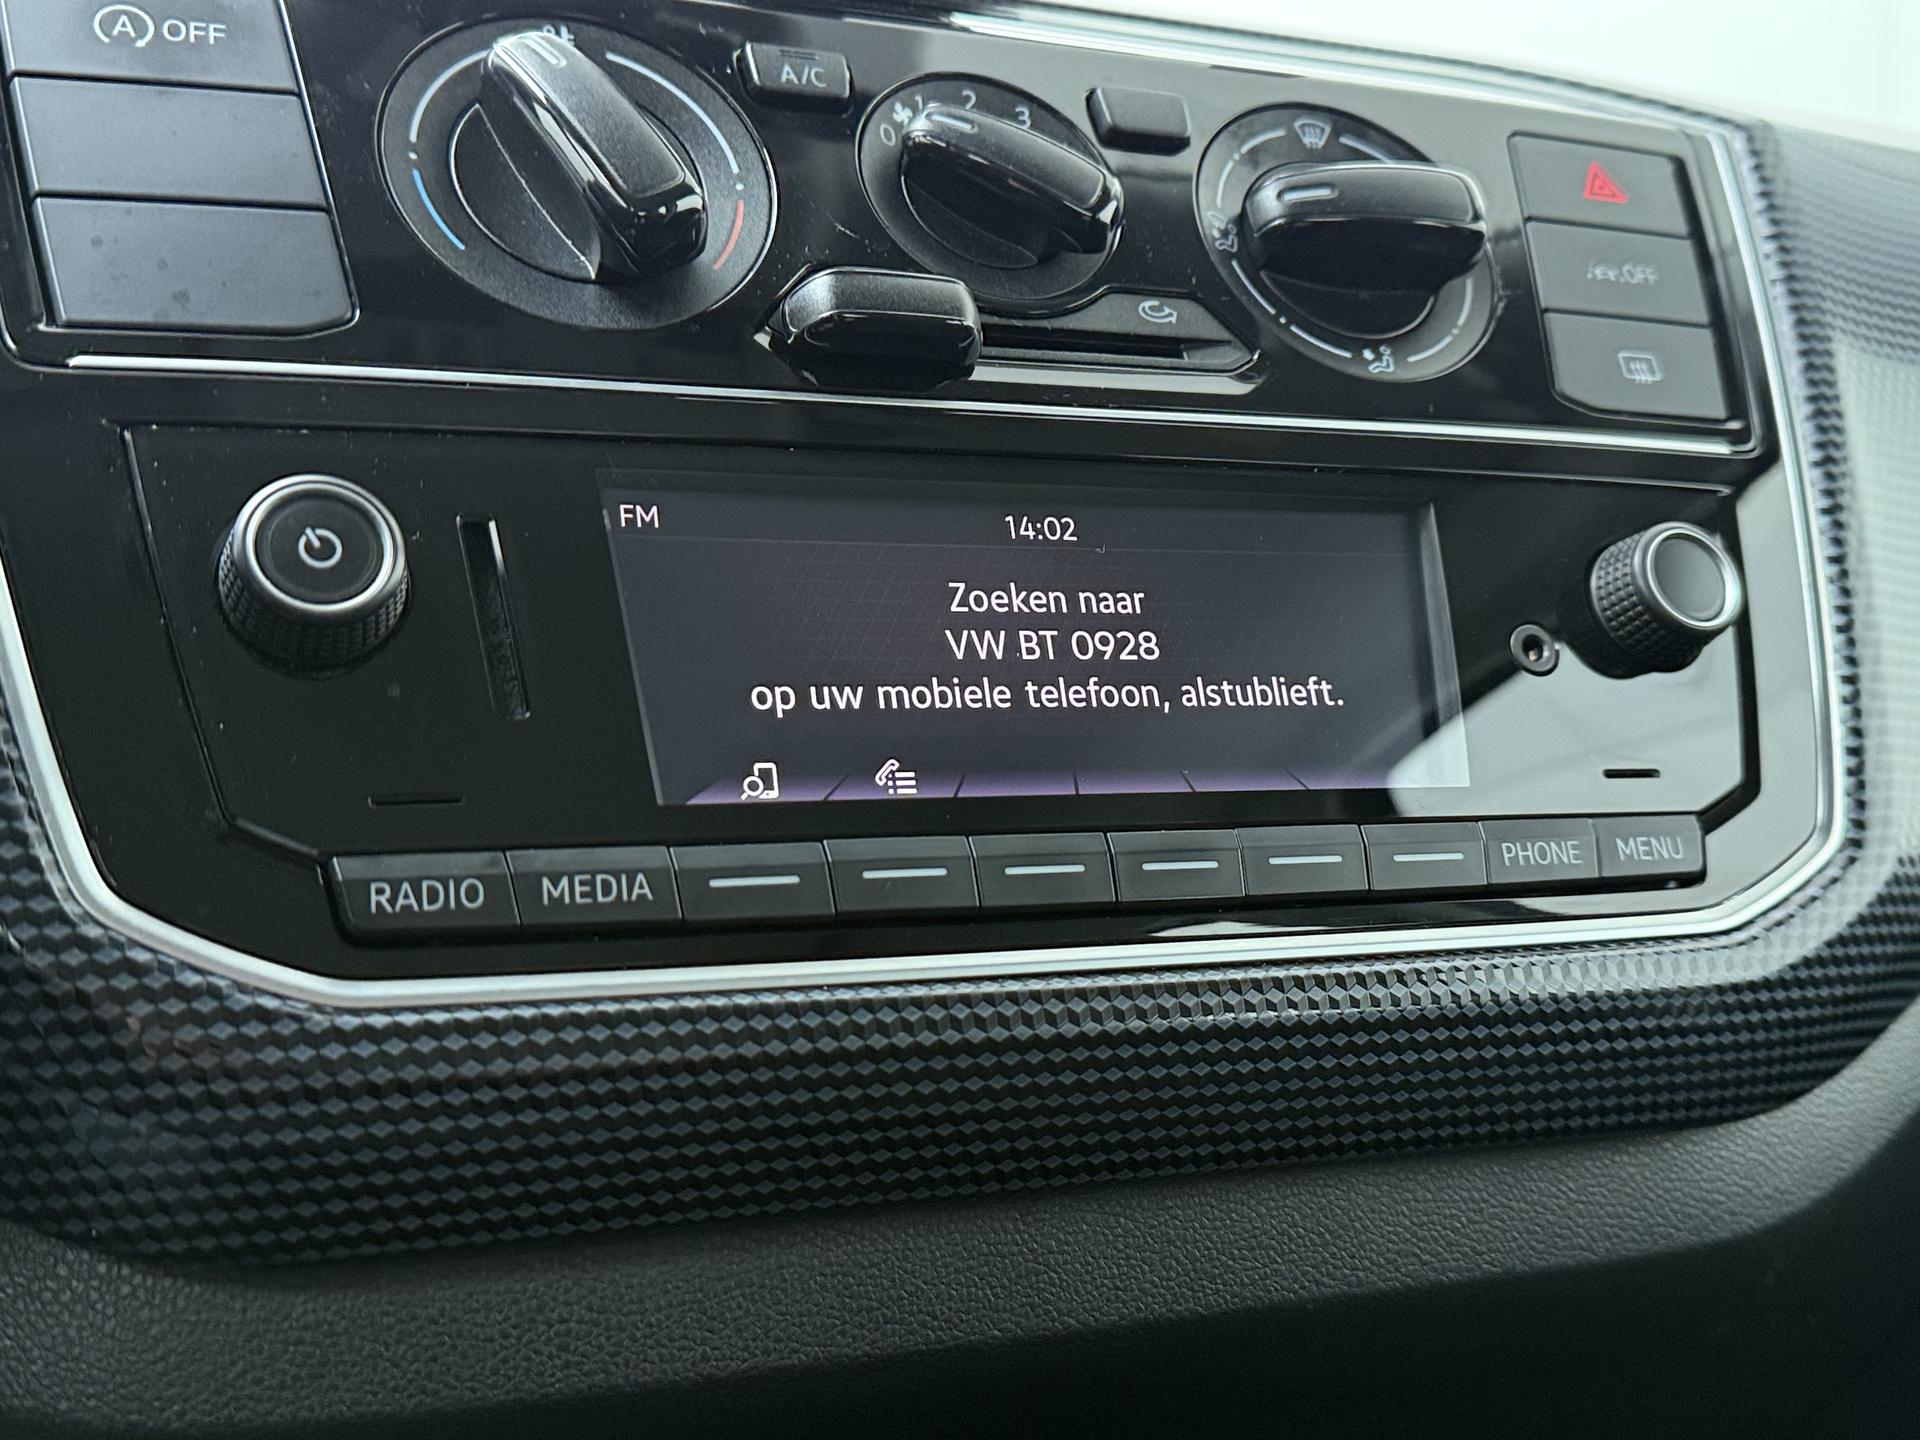 A OFF
A/C
0 1 2 3
OFF
FM
14:02
Zoeken naar
VW BT 0928
op uw mobiele telefoon, alstublieft.
RADIO
MEDIA
PHONE
MENU